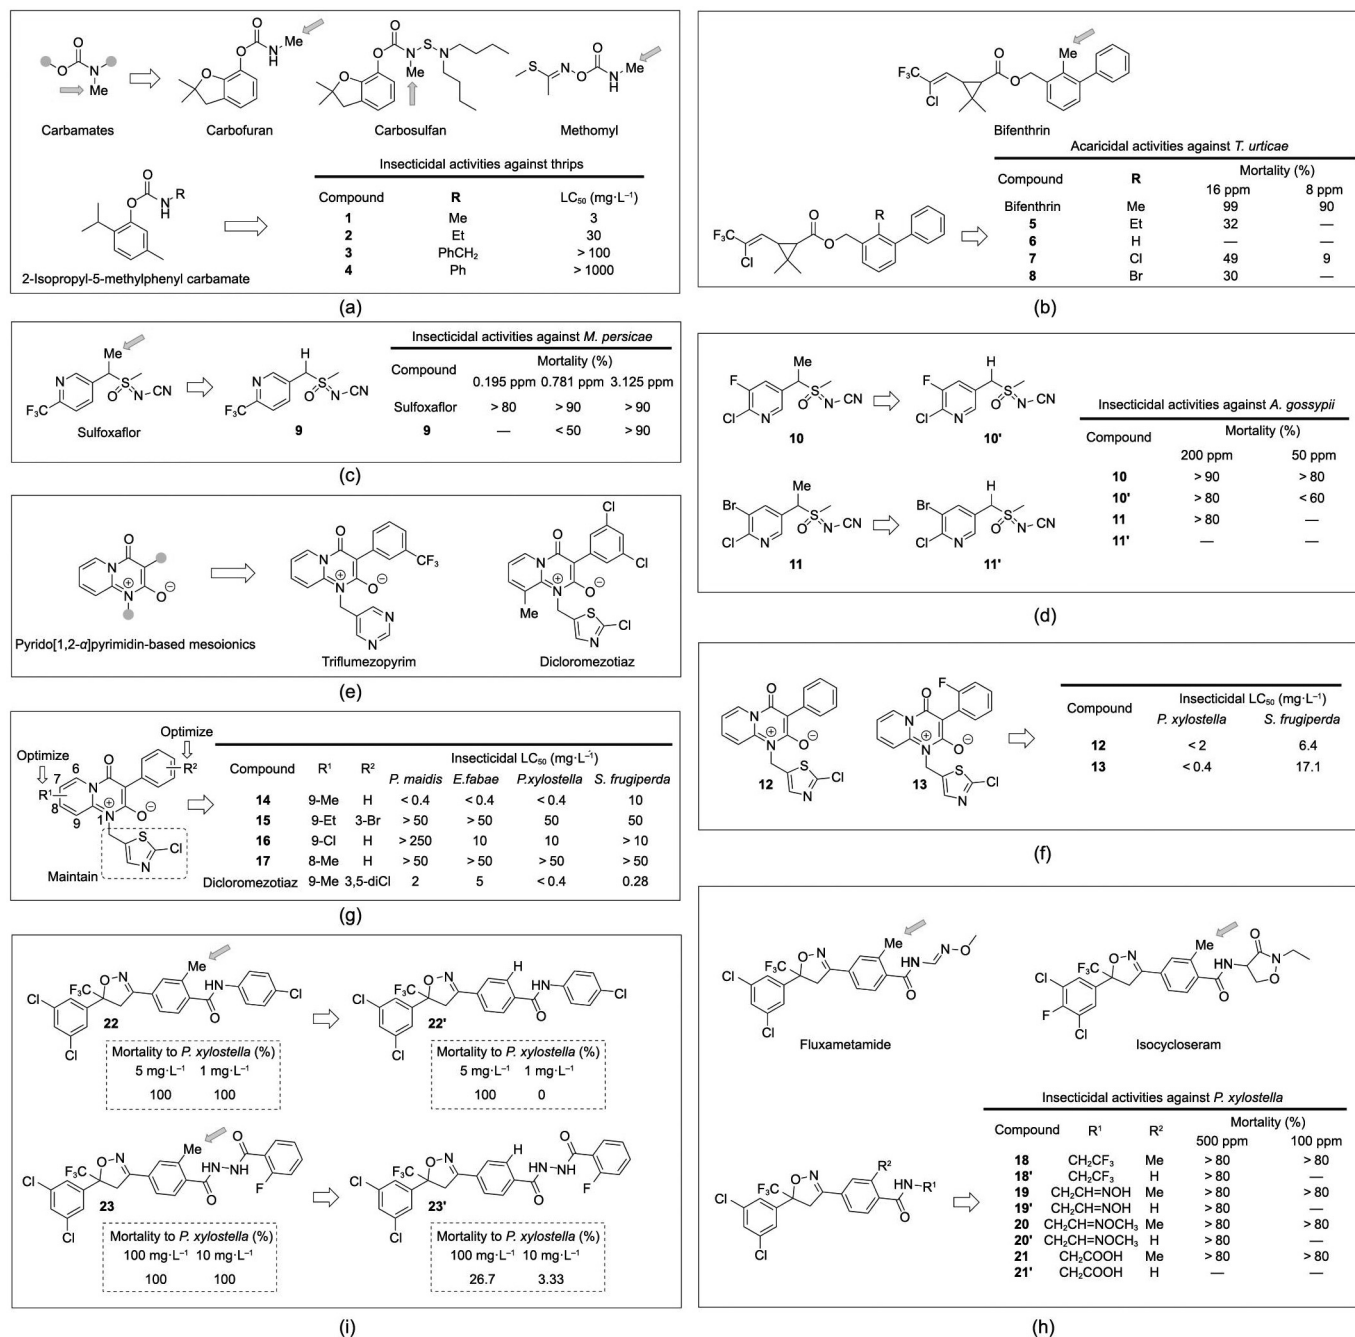 Carbamates
Carbofuran
Carbosulfan
Methomyl
2-Isopropyl-5-methylphenyl carbamate
Insecticidal activities against thrips
Compound R LC₅₀ (mg·L⁻¹)
1 Me 3
2 Et 30
3 PhCH₂ > 100
4 Ph > 1000
(a)
Bifenthrin
Acaricidal activities against T. urticae
Compound R Mortality (%)
16 ppm 8 ppm
Bifenthrin Me 99 90
5 Et 32 —
6 H — —
7 Cl 49 9
8 Br 30 —
(b)
Sulfoxaflor
9
Insecticidal activities against M. persicae
Compound Mortality (%)
0.195 ppm 0.781 ppm 3.125 ppm
Sulfoxaflor > 80 > 90 > 90
9 — < 50 > 90
(c)
10
10'
11
11'
Insecticidal activities against A. gossypii
Compound Mortality (%)
200 ppm 50 ppm
10 > 90 > 80
10' > 80 < 60
11 > 80 —
11' — —
(d)
Pyrido[1,2-α]pyrimidin-based mesoionics
Triflumezopyrim
Dicloromezotiaz
(e)
12
13
Compound Insecticidal LC₅₀ (mg·L⁻¹)
P. xylostella S. frugiperda
12 < 2 6.4
13 < 0.4 17.1
(f)
Optimize
Optimize
Maintain
Compound R¹ R² Insecticidal LC₅₀ (mg·L⁻¹)
P. maidis E.fabae P.xylostella S. frugiperda
14 9-Me H < 0.4 < 0.4 < 0.4 10
15 9-Et 3-Br > 50 > 50 50 50
16 9-Cl H > 250 10 10 > 10
17 8-Me H > 50 > 50 > 50 > 50
Dicloromezotiaz 9-Me 3,5-diCl 2 5 < 0.4 0.28
(g)
Fluxametamide
Isocycloseram
Insecticidal activities against P. xylostella
Compound R¹ R² Mortality (%)
500 ppm 100 ppm
18 CH₂CF₃ Me > 80 > 80
18' CH₂CF₃ H > 80 —
19 CH₂CH=NOH Me > 80 > 80
19' CH₂CH=NOH H > 80 —
20 CH₂CH=NOCH₃ Me > 80 > 80
20' CH₂CH=NOCH₃ H > 80 —
21 CH₂COOH Me > 80 > 80
21' CH₂COOH H — —
(h)
22
Mortality to P. xylostella (%)
5 mg·L⁻¹ 1 mg·L⁻¹
100 100
22'
Mortality to P. xylostella (%)
5 mg·L⁻¹ 1 mg·L⁻¹
100 0
23
Mortality to P. xylostella (%)
100 mg·L⁻¹ 10 mg·L⁻¹
100 100
23'
Mortality to P. xylostella (%)
100 mg·L⁻¹ 10 mg·L⁻¹
26.7 3.33
(i)